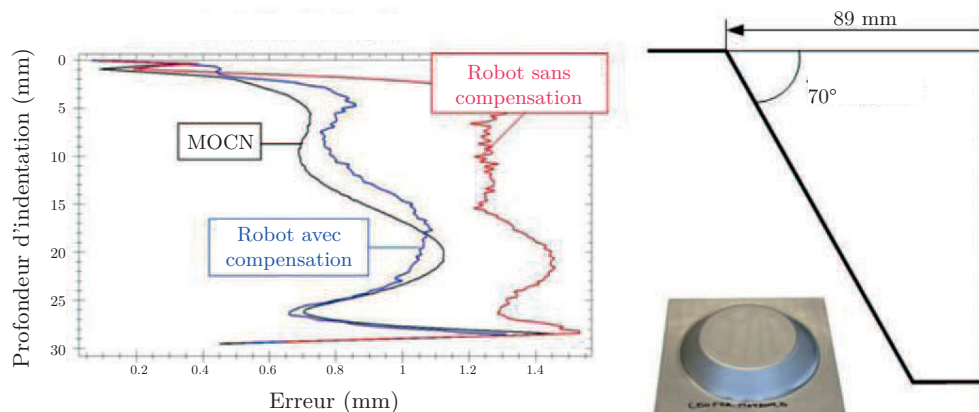 Profondeur d'indentation (mm)
0
5
10
15
20
25
30
0.2
0.4
0.6
0.8
1
1.2
1.4
Erreur (mm)
MOCN
Robot avec
compensation
Robot sans
compensation
89 mm
70°